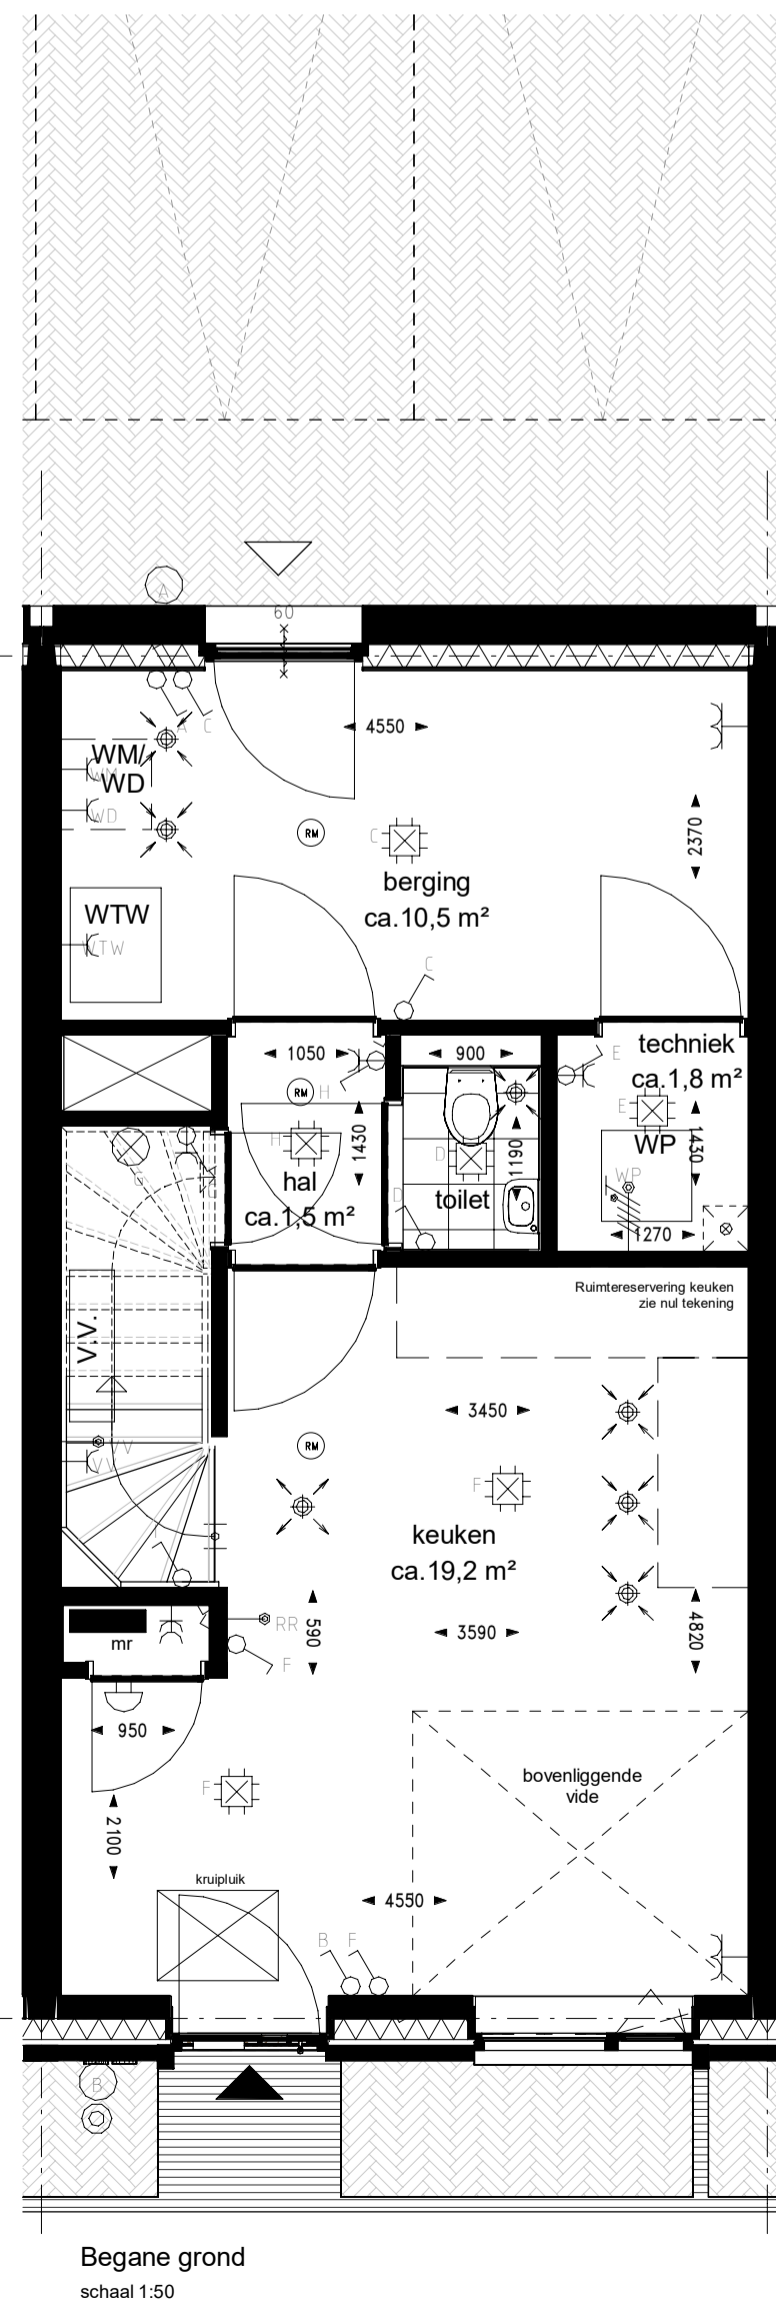 A
60
A
C
4550
WM/
WM
WD
WD
2370
RM
C
berging
ca.10,5 m²
WTW
WTW
C
1050
900
techniek
ca.1,8 m²
E
RM
H
E
H
1430
D
1190
WP
1430
hal
ca.1,5 m²
toilet
D
WP
G
1270
Ruimtereservering keuken
zie nul tekening
V.V.
3450
RM
VV
F
keuken
ca.19,2 m²
590
3590
4820
RR
mr
F
950
bovenliggende
vide
F
2100
kruipluik
4550
B
F
B
Begane grond
schaal 1:50